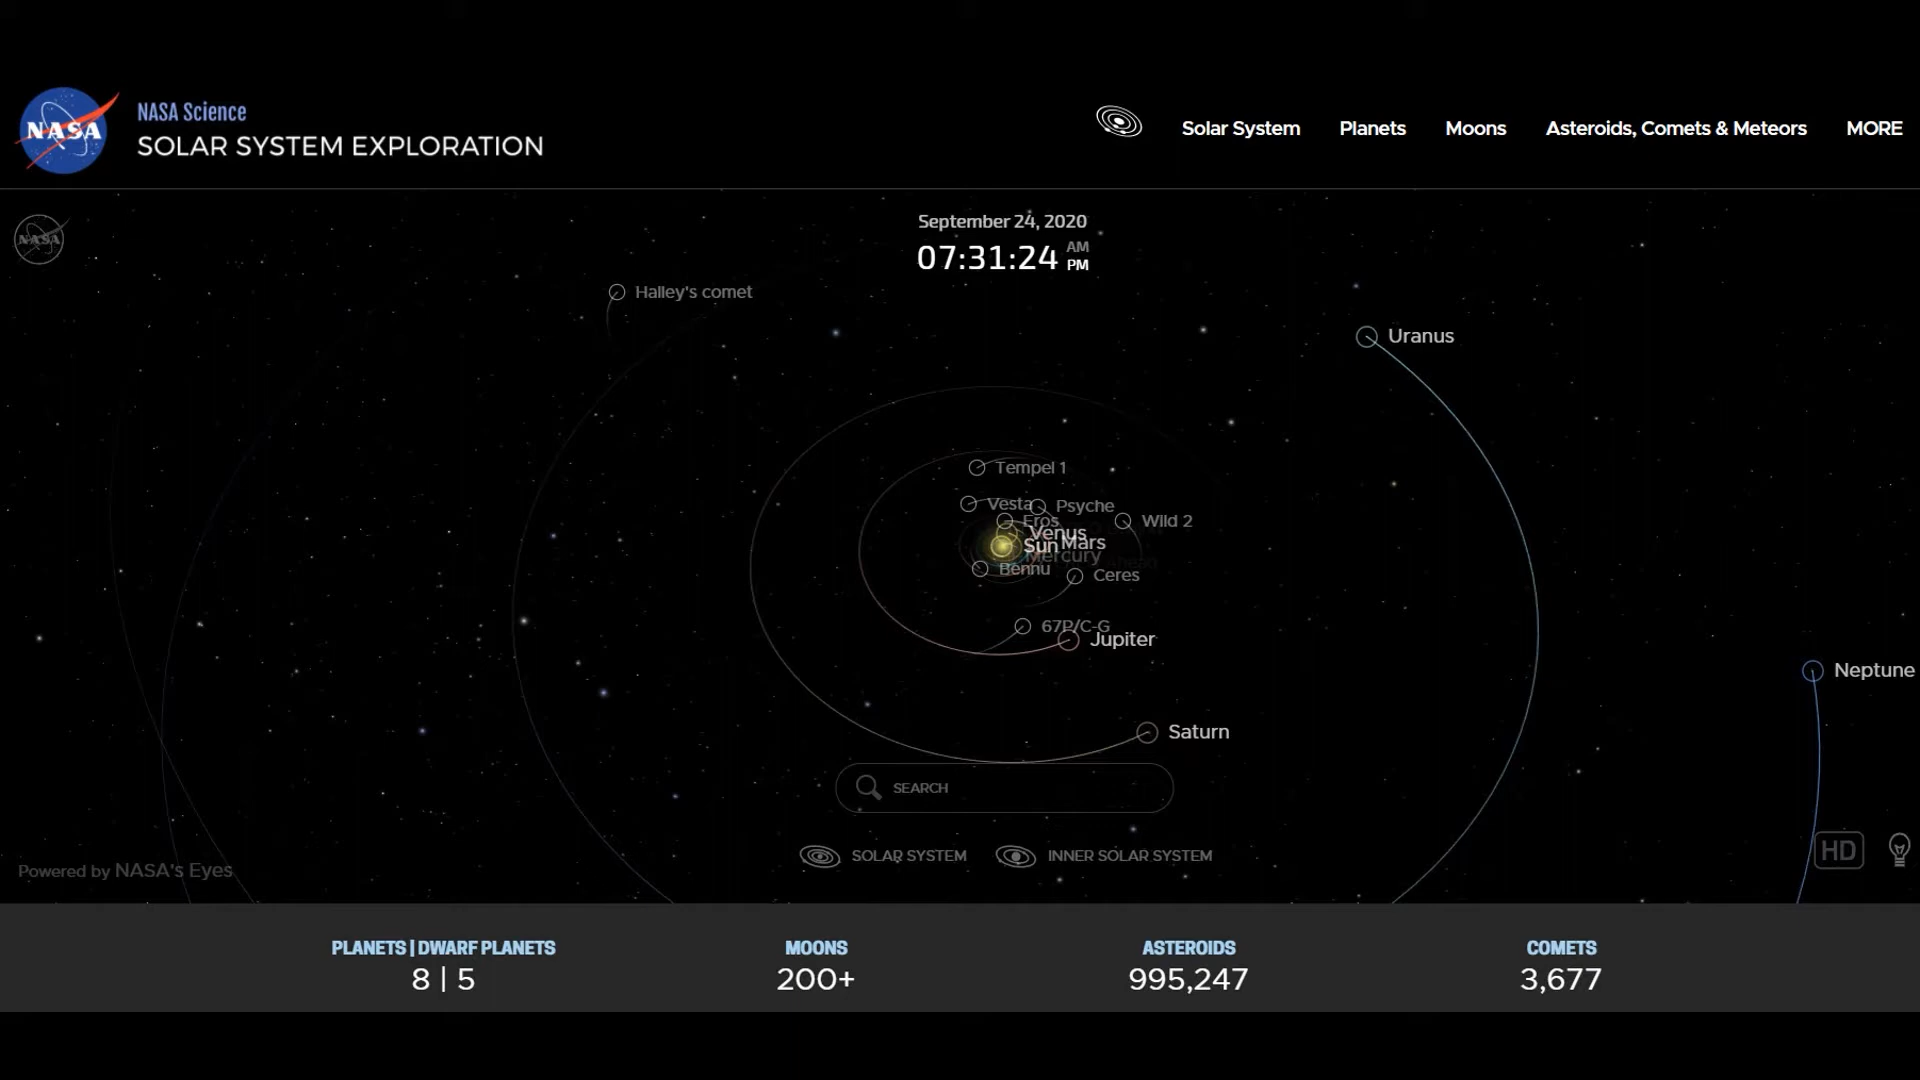 NASA
NASA Science
SOLAR SYSTEM EXPLORATION
Solar System
Planets
Moons
Asteroids, Comets & Meteors
MORE
NASA
September 24, 2020
07:31:24 AM
PM
Halley's comet
Uranus
Tempel 1
Vesta
Psyche
Eros
Wild 2
Venus
Sun
Mars
Mercury
Bennu
Ceres
67P/C-G
Jupiter
Neptune
Saturn
SEARCH
SOLAR SYSTEM
INNER SOLAR SYSTEM
HD
Powered by NASA's Eyes
PLANETS | DWARF PLANETS
8 | 5
MOONS
200+
ASTEROIDS
995,247
COMETS
3,677